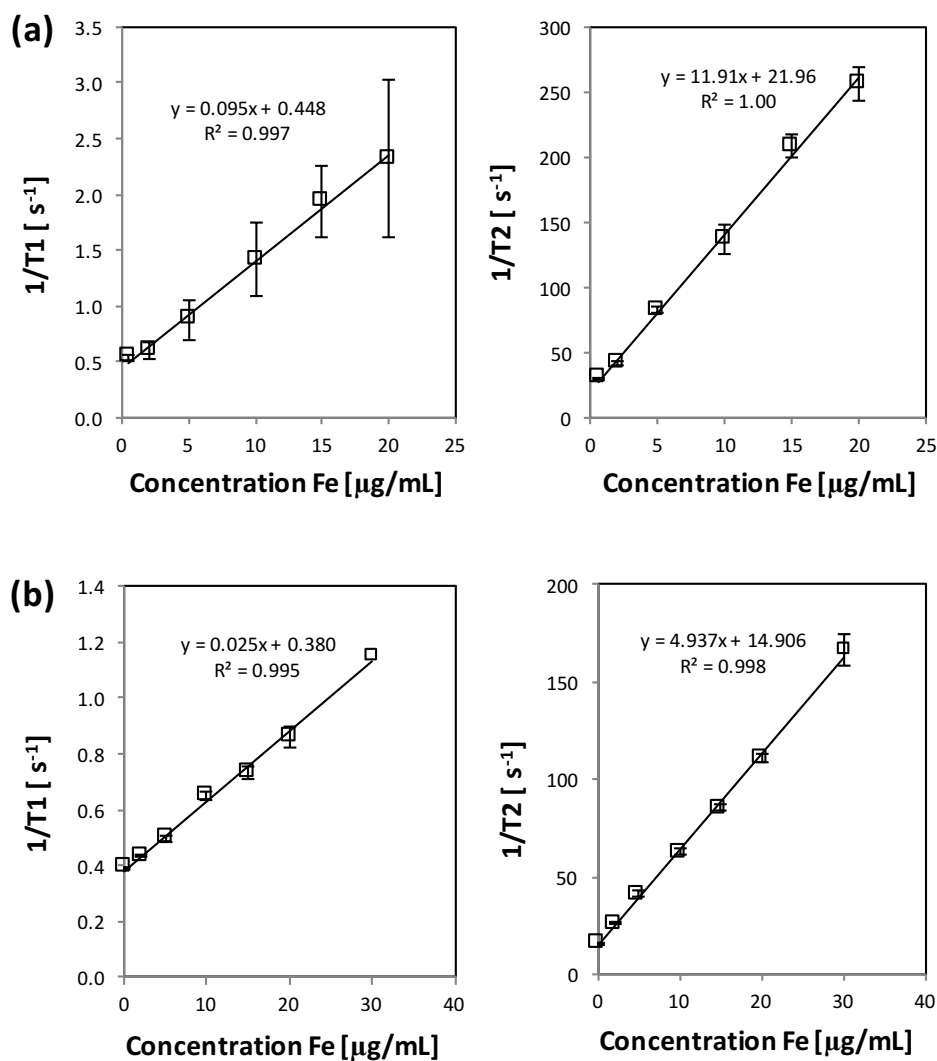 (a)
3.5
3.0
2.5
2.0
1.5
1.0
0.5
0.0
1/T1 [ s⁻¹]
y = 0.095x + 0.448
R² = 0.997
0 5 10 15 20 25
Concentration Fe [μg/mL]
300
250
200
150
100
50
0
1/T2 [ s⁻¹]
y = 11.91x + 21.96
R² = 1.00
0 5 10 15 20 25
Concentration Fe [μg/mL]
(b)
1.4
1.2
1.0
0.8
0.6
0.4
0.2
0.0
1/T1 [ s⁻¹]
y = 0.025x + 0.380
R² = 0.995
0 10 20 30 40
Concentration Fe [μg/mL]
200
150
100
50
0
1/T2 [ s⁻¹]
y = 4.937x + 14.906
R² = 0.998
0 10 20 30 40
Concentration Fe [μg/mL]